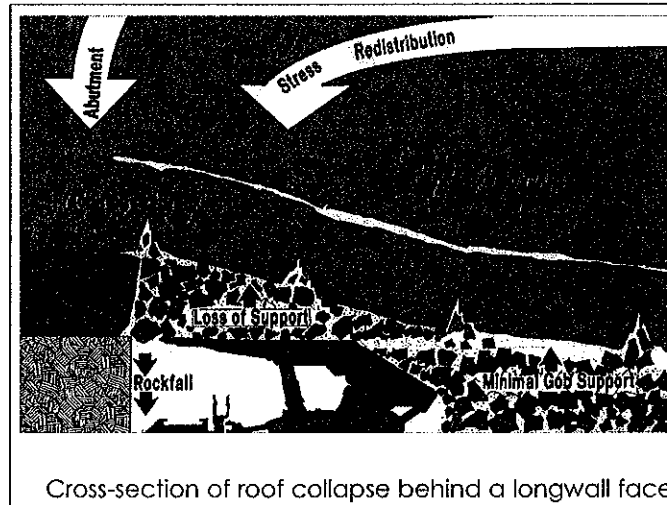 Abutment
Stress Redistribution
Loss of Support
Rockfall
Minimal Gob Support
Cross-section of roof collapse behind a longwall face